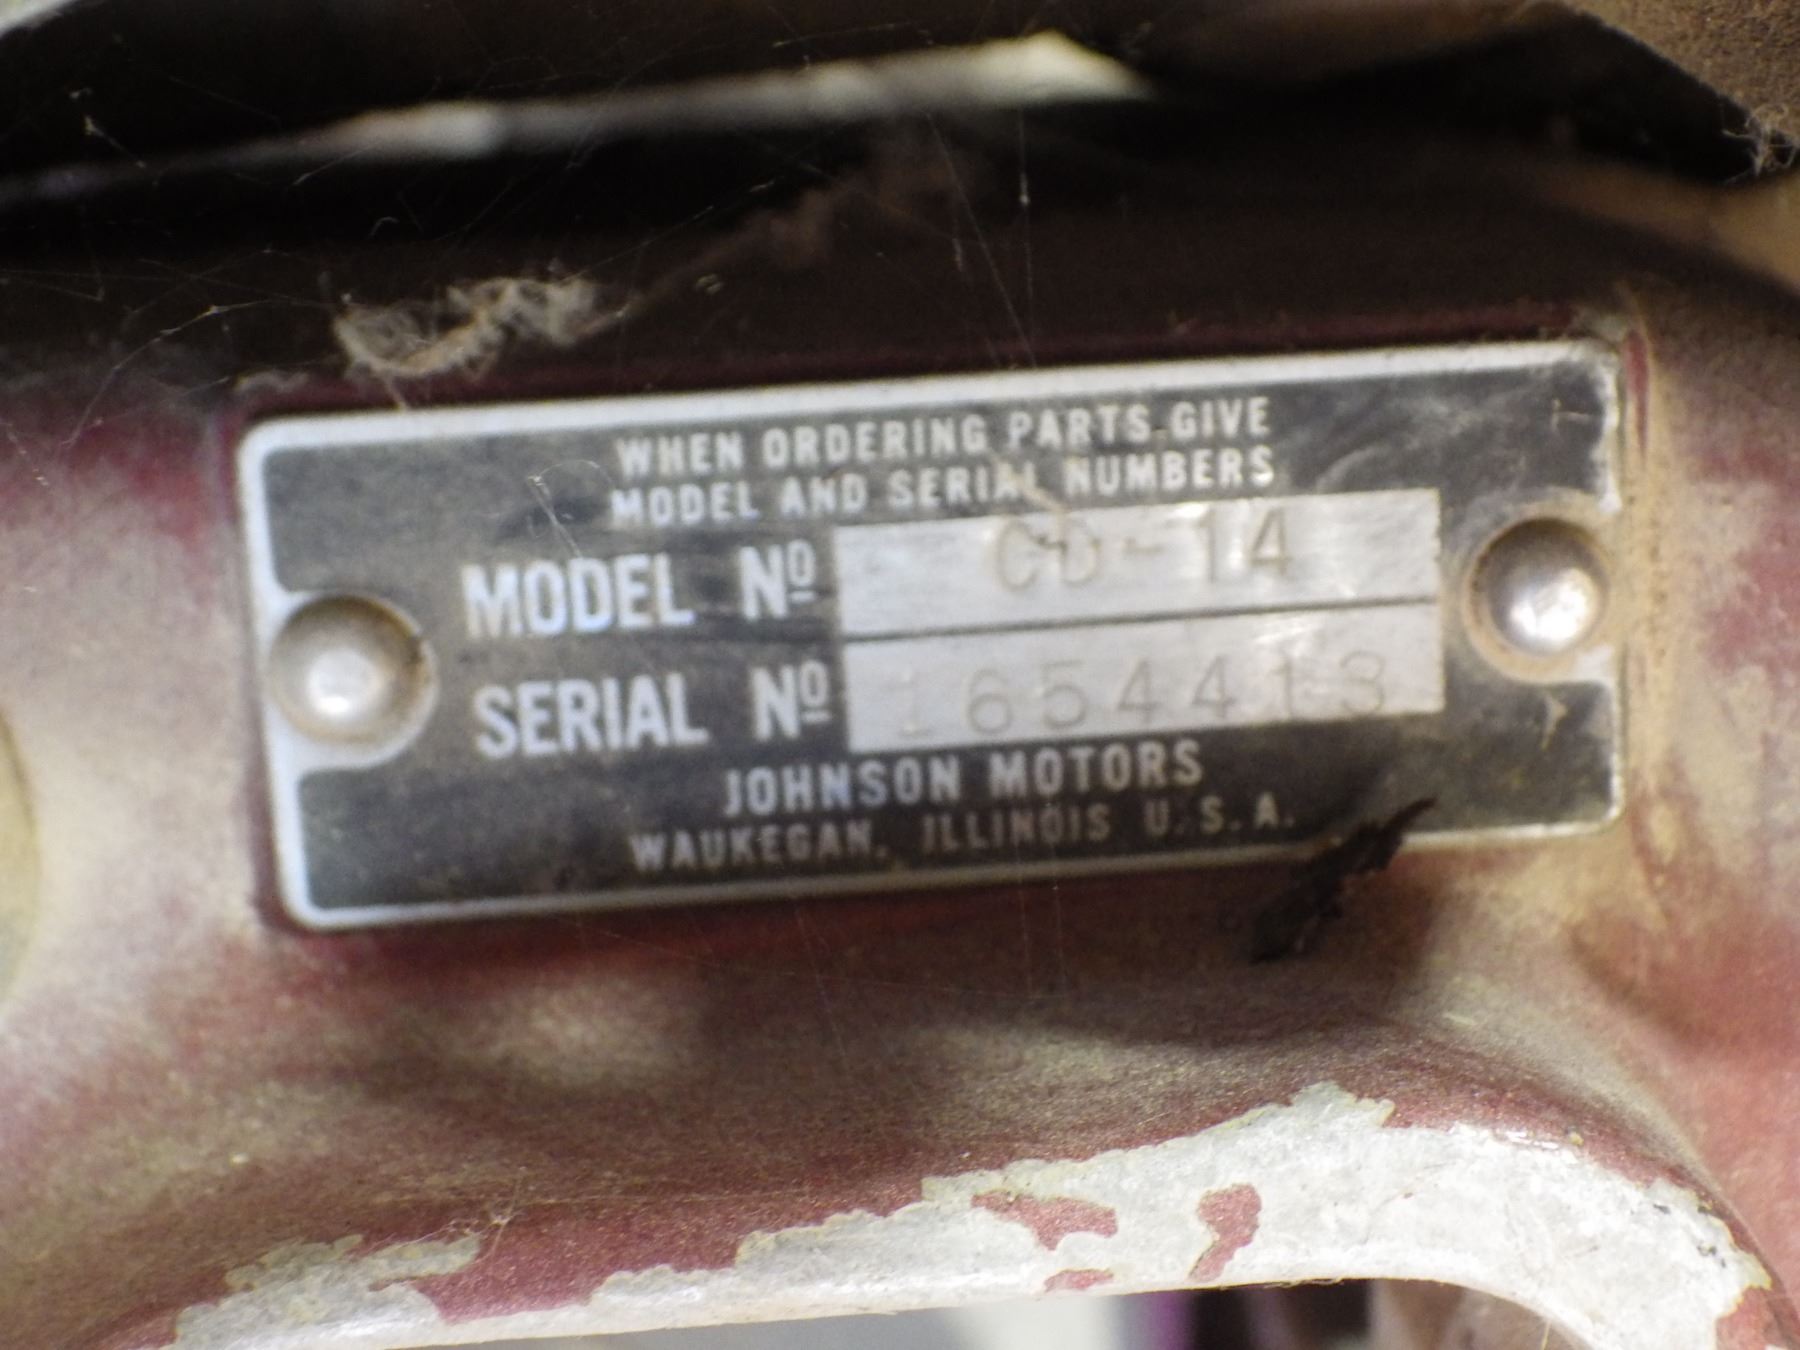 WHEN ORDERING PARTS GIVE
MODEL AND SERIAL NUMBERS
MODEL Nº CD-14
SERIAL Nº 1654413
JOHNSON MOTORS
WAUKEGAN, ILLINOIS U.S.A.